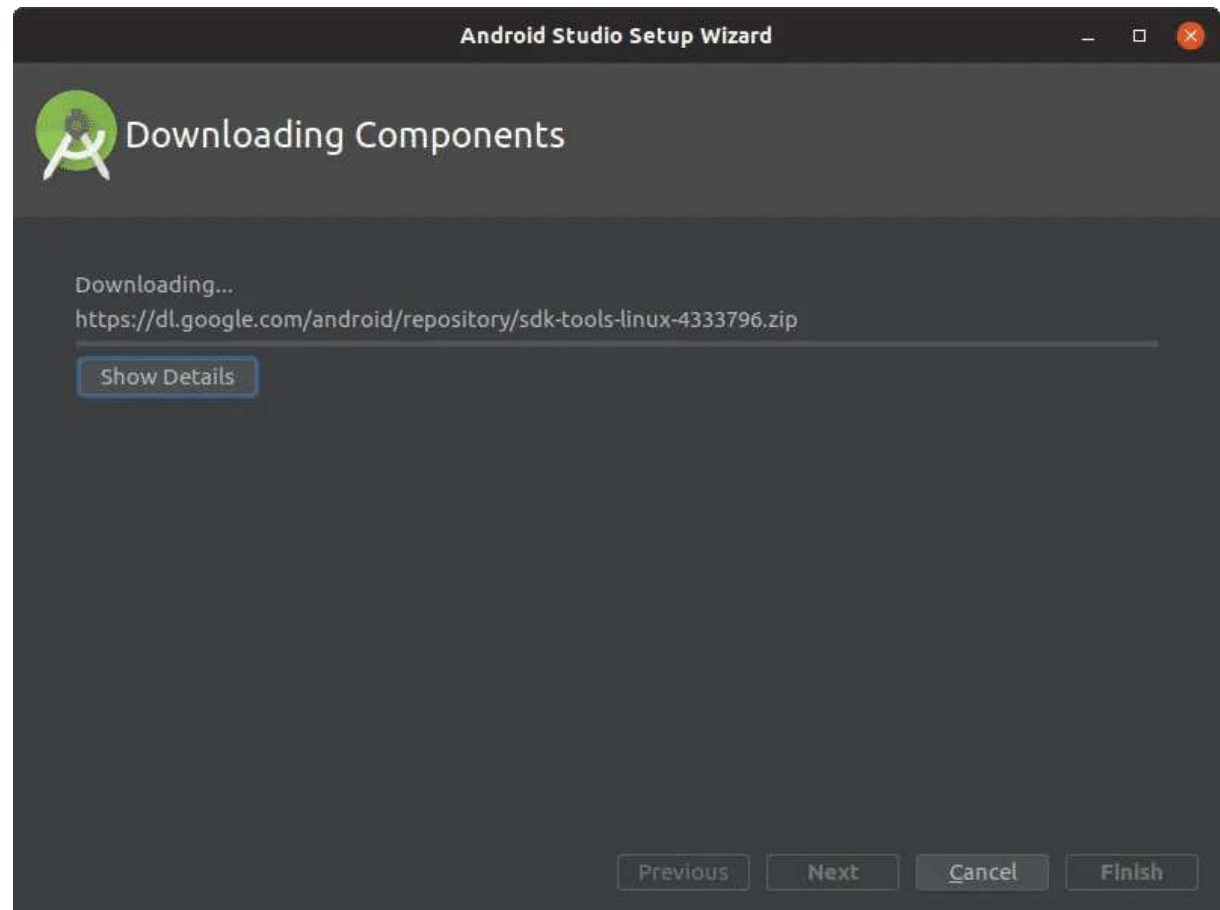 Android Studio Setup Wizard
Downloading Components
Downloading...
https://dl.google.com/android/repository/sdk-tools-linux-4333796.zip
Show Details
Previous Next Cancel Finish